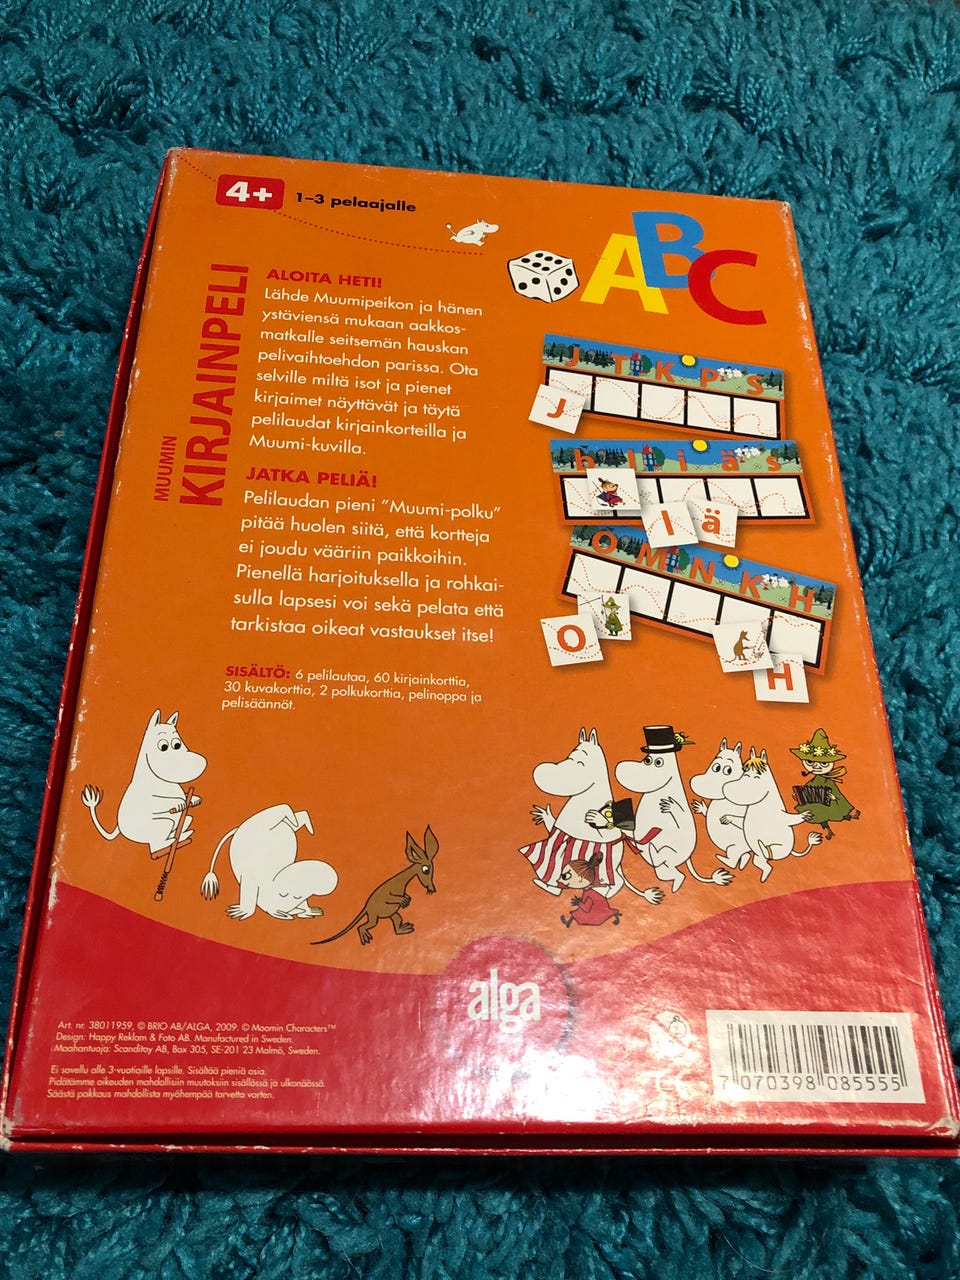 4+ 1–3 pelaajalle
ABC
MUUMIN
KIRJAINPELI
ALOITA HETI!
Lähde Muumipeikon ja hänen
ystäviensä mukaan aakkos-
matkalle seitsemän hauskan
pelivaihtoehdon parissa. Ota
selville miltä isot ja pienet
kirjaimet näyttävät ja täytä
pelilaudat kirjainkorteilla ja
Muumi-kuvilla.
JATKA PELIÄ!
Pelilaudan pieni ”Muumi-polku”
pitää huolen siitä, että kortteja
ei joudu vääriin paikkoihin.
Pienellä harjoituksella ja rohkai-
sulla lapsesi voi sekä pelata että
tarkistaa oikeat vastaukset itse!
SISÄLTÖ: 6 pelilautaa, 60 kirjainkorttia,
30 kuvakorttia, 2 polkukorttia, pelinoppa ja
pelisäännöt.
J T K P S
J
b l i ä s
l ä
O M N K H
O
H
alga
Art. nr. 38011959, © BRIO AB/ALGA, 2009. © Moomin Characters™
Design: Happy Reklam & Foto AB. Manufactured in Sweden.
Maahantuoja: Scanditoy AB, Box 305, SE-201 23 Malmö, Sweden.
Ei sovellu alle 3-vuotiaille lapsille. Sisältää pieniä osia.
Pidätämme oikeuden mahdollisiin muutoksiin sisällössä ja ulkonäössä.
Säästä pakkaus mahdollista myöhempää tarvetta varten.
7 070398 085555